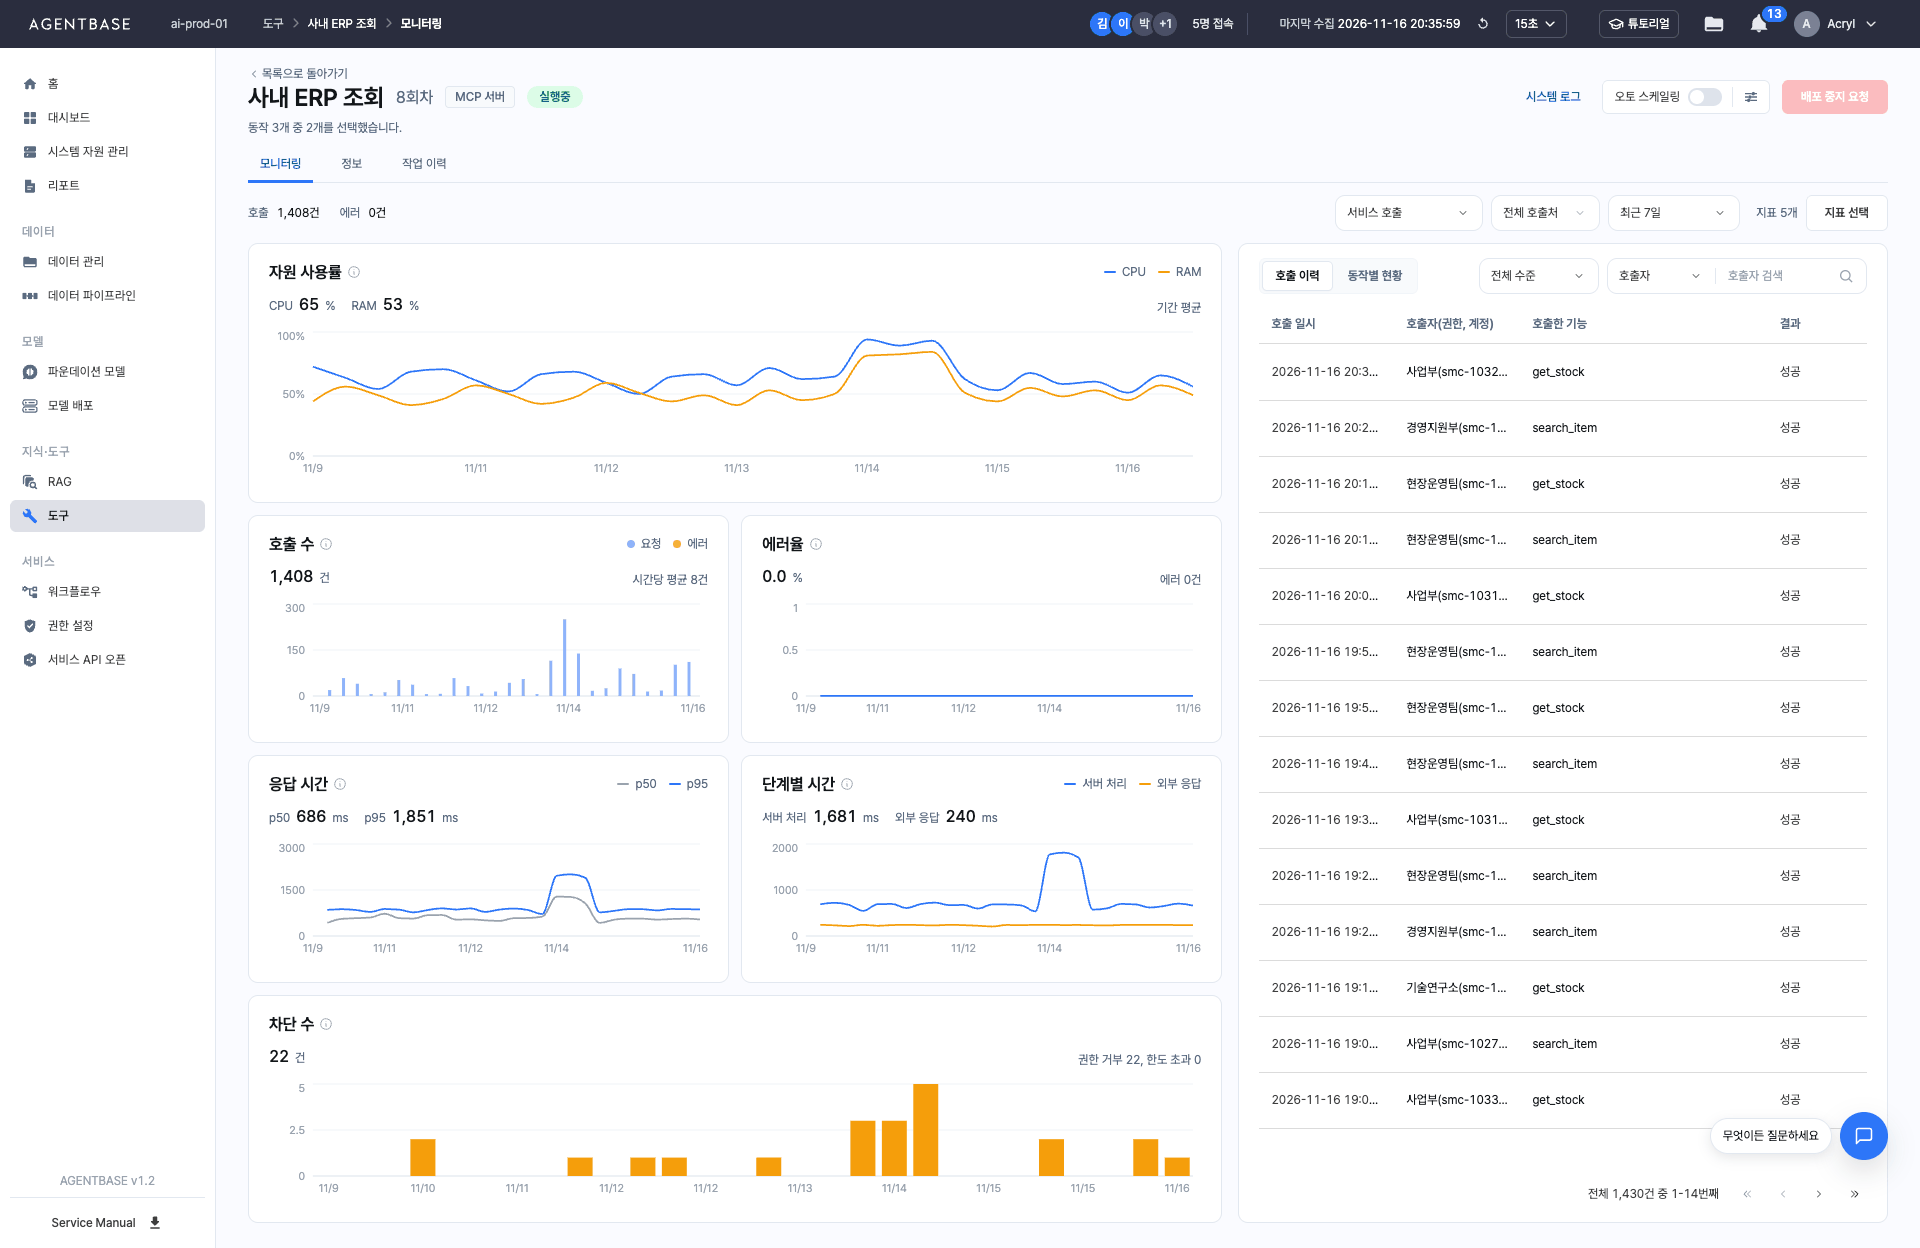 AGENTBASE
ai-prod-01
도구 > 사내 ERP 조회 > 모니터링
김 이 박 +1 5명 접속
마지막 수집 2026-11-16 20:35:59
15초
튜토리얼
13
A Acryl
홈
대시보드
시스템 자원 관리
리포트
데이터
데이터 관리
데이터 파이프라인
모델
파운데이션 모델
모델 배포
지식·도구
RAG
도구
서비스
워크플로우
권한 설정
서비스 API 오픈
AGENTBASE v1.2
Service Manual
목록으로 돌아가기
사내 ERP 조회 8회차 MCP 서버 실행중
동작 3개 중 2개를 선택했습니다.
시스템 로그 오토 스케일링 배포 중지 요청
모니터링 정보 작업 이력
호출 1,408건 에러 0건
서비스 호출 전체 호출처 최근 7일 지표 5개 지표 선택
자원 사용률
CPU RAM
CPU 65 % RAM 53 %
기간 평균
100%
50%
0%
11/9 11/11 11/12 11/13 11/14 11/15 11/16
호출 수
요청 에러
1,408 건
시간당 평균 8건
300
150
0
11/9 11/11 11/12 11/14 11/16
에러율
0.0 %
에러 0건
1
0.5
0
11/9 11/11 11/12 11/14 11/16
응답 시간
p50 p95
p50 686 ms p95 1,851 ms
3000
1500
0
11/9 11/11 11/12 11/14 11/16
단계별 시간
서버 처리 외부 응답
서버 처리 1,681 ms 외부 응답 240 ms
2000
1000
0
11/9 11/11 11/12 11/14 11/16
차단 수
22 건
권한 거부 22, 한도 초과 0
5
2.5
0
11/9 11/10 11/11 11/12 11/12 11/13 11/14 11/15 11/15 11/16
호출 이력 동작별 현황
전체 수준 호출자 호출자 검색
호출 일시 호출자(권한, 계정) 호출한 기능 결과
2026-11-16 20:3... 사업부(smc-1032... get_stock 성공
2026-11-16 20:2... 경영지원부(smc-1... search_item 성공
2026-11-16 20:1... 현장운영팀(smc-1... get_stock 성공
2026-11-16 20:1... 현장운영팀(smc-1... search_item 성공
2026-11-16 20:0... 사업부(smc-1031... get_stock 성공
2026-11-16 19:5... 현장운영팀(smc-1... search_item 성공
2026-11-16 19:5... 현장운영팀(smc-1... get_stock 성공
2026-11-16 19:4... 현장운영팀(smc-1... search_item 성공
2026-11-16 19:3... 사업부(smc-1031... get_stock 성공
2026-11-16 19:2... 현장운영팀(smc-1... search_item 성공
2026-11-16 19:2... 경영지원부(smc-1... search_item 성공
2026-11-16 19:1... 기술연구소(smc-1... get_stock 성공
2026-11-16 19:0... 사업부(smc-1027... search_item 성공
2026-11-16 19:0... 사업부(smc-1033... get_stock 성공
무엇이든 질문하세요
전체 1,430건 중 1-14번째